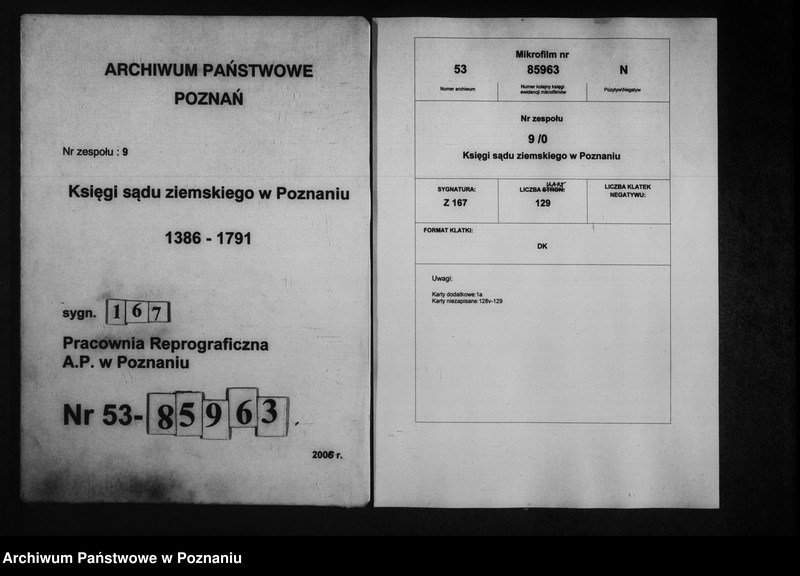 ARCHIWUM PAŃSTWOWE
POZNAŃ
Nr zespołu : 9
Księgi sądu ziemskiego w Poznaniu
1386 - 1791
sygn. 167
Pracownia Reprograficzna
A.P. w Poznaniu
Nr 53-85963
2006 r.
Mikrofilm nr
53 85963 N
Numer archiwum Numer kolejny księgi ewidencji mikrofilmów Pozytyw\Negatyw
Nr zespołu
9 /0
Księgi sądu ziemskiego w Poznaniu
SYGNATURA:
Z 167
KART
LICZBA STRON:
129
LICZBA KLATEK
NEGATYWU:
FORMAT KLATKI:
DK
Uwagi:
Karty dodatkowe:1a
Karty niezapisane:128v-129
Archiwum Państwowe w Poznaniu